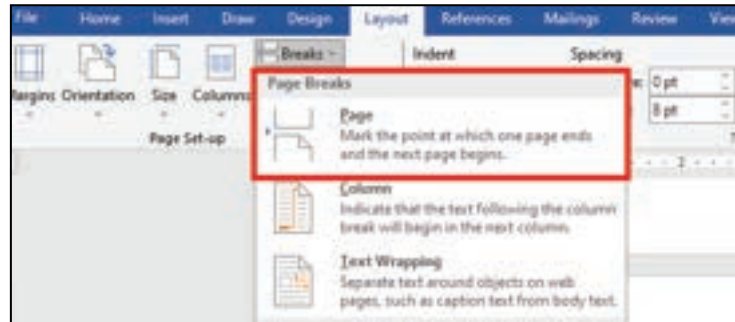 File Home Insert Draw Design Layout References Mailings Review View
Breaks
Indent Spacing
Margins Orientation Size Columns
0 pt
8 pt
Page Set-up
Page Breaks
Page
Mark the point at which one page ends
and the next page begins.
Column
Indicate that the text following the column
break will begin in the next column.
Text Wrapping
Separate text around objects on web
pages, such as caption text from body text.
2